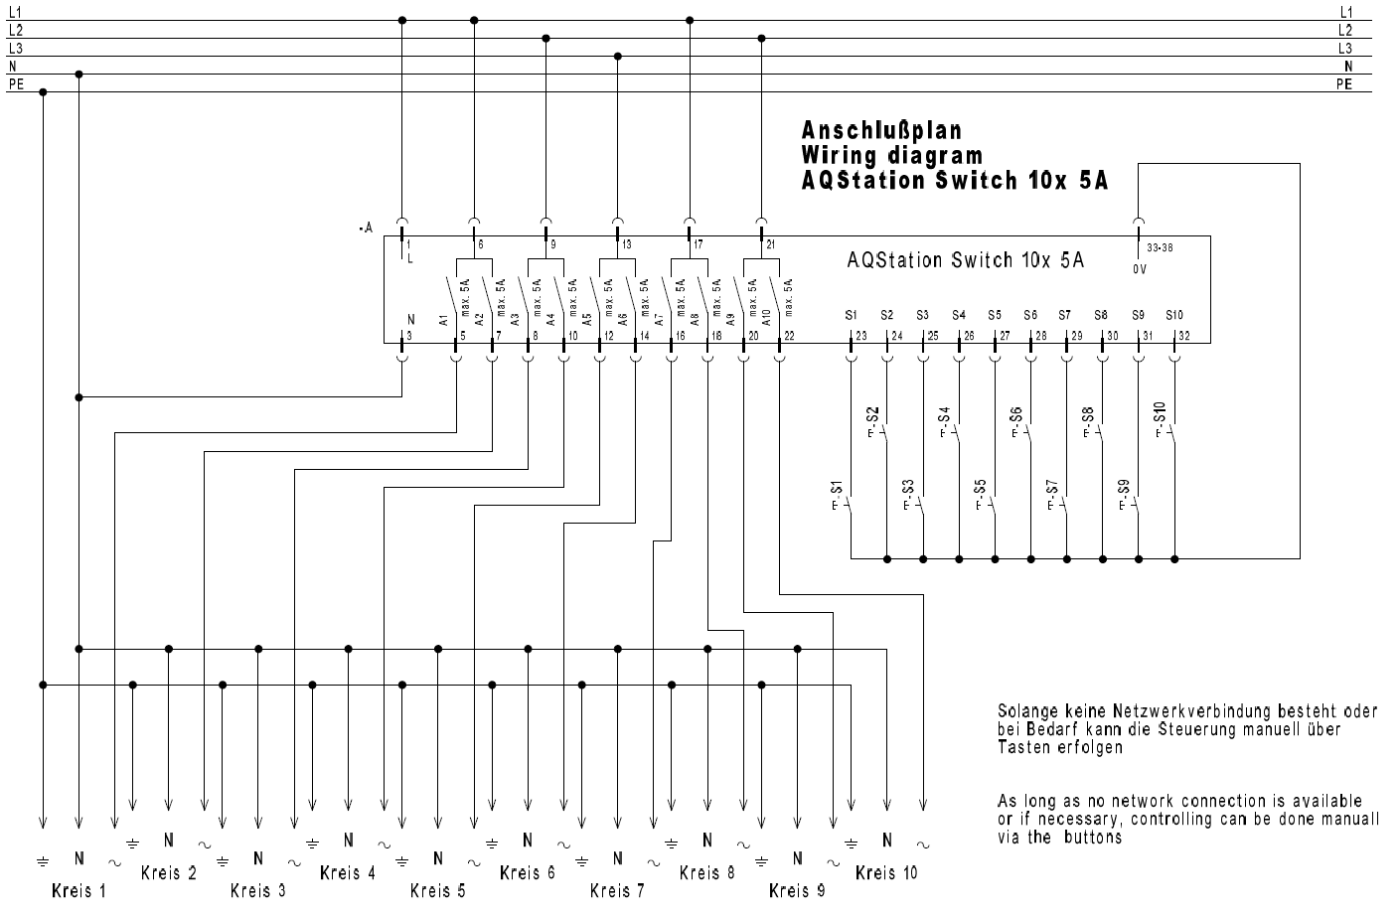 L1 L1
L2 L2
L3 L3
N N
PE PE
Anschlußplan
Wiring diagram
AQStation Switch 10x 5A
-A
1 6 9 13 17 21 33-38
L AQStation Switch 10x 5A 0V
A1 max. 5A A2 max. 5A A3 max. 5A A4 max. 5A A5 max. 5A A6 max. 5A A7 max. 5A A8 max. 5A A9 max. 5A A10 max. 5A
N S1 S2 S3 S4 S5 S6 S7 S8 S9 S10
3 5 7 8 10 12 14 16 18 20 22 23 24 25 26 27 28 29 30 31 32
E-S2 E-S4 E-S6 E-S8 E-S10
E-S1 E-S3 E-S5 E-S7 E-S9
Solange keine Netzwerkverbindung besteht oder
bei Bedarf kann die Steuerung manuell über
Tasten erfolgen
As long as no network connection is available
or if necessary, controlling can be done manuall
via the buttons
N N N N N
N N N N N
Kreis 2 Kreis 4 Kreis 6 Kreis 8 Kreis 10
Kreis 1 Kreis 3 Kreis 5 Kreis 7 Kreis 9